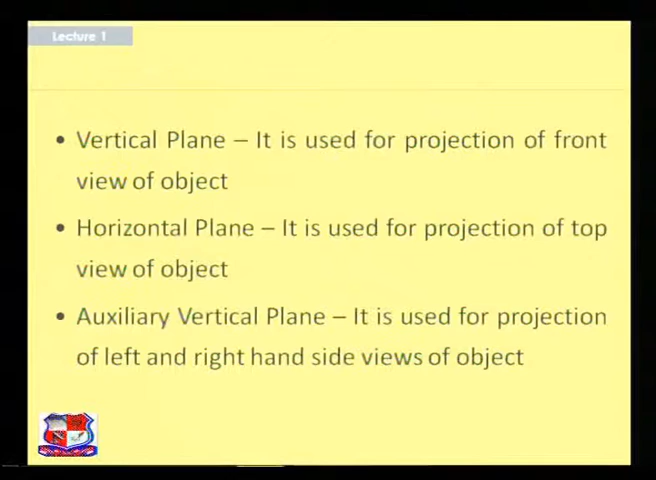 Lecture 1
• Vertical Plane – It is used for projection of front
view of object
• Horizontal Plane – It is used for projection of top
view of object
• Auxiliary Vertical Plane – It is used for projection
of left and right hand side views of object